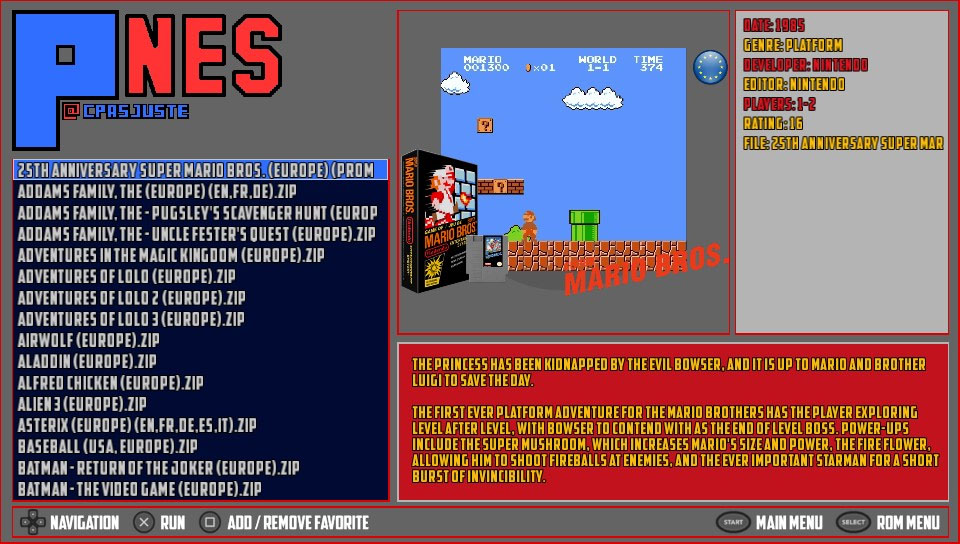 PNES
@CPASJUSTE
25TH ANNIVERSARY SUPER MARIO BROS. (EUROPE) (PROM
ADDAMS FAMILY, THE (EUROPE) (EN,FR,DE).ZIP
ADDAMS FAMILY, THE - PUGSLEY'S SCAVENGER HUNT (EUROP
ADDAMS FAMILY, THE - UNCLE FESTER'S QUEST (EUROPE).ZIP
ADVENTURES IN THE MAGIC KINGDOM (EUROPE).ZIP
ADVENTURES OF LOLO (EUROPE).ZIP
ADVENTURES OF LOLO 2 (EUROPE).ZIP
ADVENTURES OF LOLO 3 (EUROPE).ZIP
AIRWOLF (EUROPE).ZIP
ALADDIN (EUROPE).ZIP
ALFRED CHICKEN (EUROPE).ZIP
ALIEN 3 (EUROPE).ZIP
ASTERIX (EUROPE) (EN,FR,DE,ES,IT).ZIP
BASEBALL (USA, EUROPE).ZIP
BATMAN - RETURN OF THE JOKER (EUROPE).ZIP
BATMAN - THE VIDEO GAME (EUROPE).ZIP
MARIO WORLD TIME
001300 ×01 1-1 374
?
?
MARIO BROS
MARIO BROS
MARIO BROS.
DATE: 1985
GENRE: PLATFORM
DEVELOPER: NINTENDO
EDITOR: NINTENDO
PLAYERS: 1-2
RATING: 16
FILE: 25TH ANNIVERSARY SUPER MAR
THE PRINCESS HAS BEEN KIDNAPPED BY THE EVIL BOWSER, AND IT IS UP TO MARIO AND BROTHER
LUIGI TO SAVE THE DAY.
THE FIRST EVER PLATFORM ADVENTURE FOR THE MARIO BROTHERS HAS THE PLAYER EXPLORING
LEVEL AFTER LEVEL, WITH BOWSER TO CONTEND WITH AS THE END OF LEVEL BOSS. POWER-UPS
INCLUDE THE SUPER MUSHROOM, WHICH INCREASES MARIO'S SIZE AND POWER, THE FIRE FLOWER,
ALLOWING HIM TO SHOOT FIREBALLS AT ENEMIES, AND THE EVER IMPORTANT STARMAN FOR A SHORT
BURST OF INVINCIBILITY.
NAVIGATION RUN ADD / REMOVE FAVORITE START MAIN MENU SELECT ROM MENU